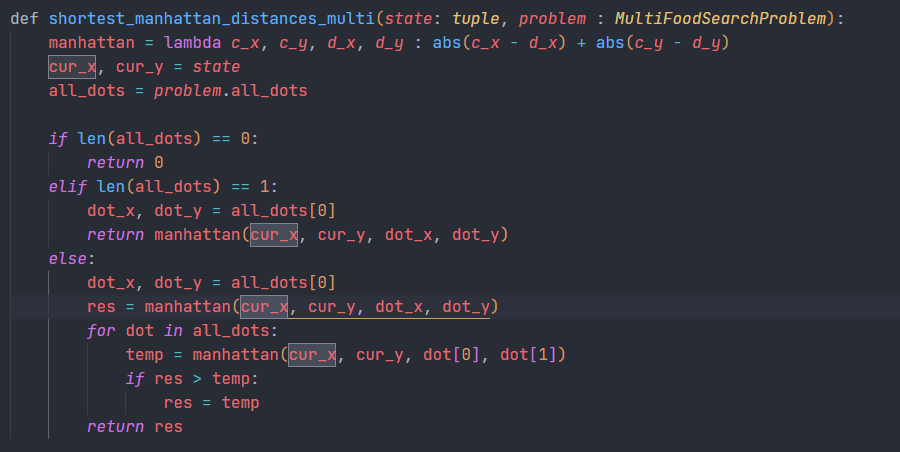 def shortest_manhattan_distances_multi(state: tuple, problem : MultiFoodSearchProblem):
    manhattan = lambda c_x, c_y, d_x, d_y : abs(c_x - d_x) + abs(c_y - d_y)
    cur_x, cur_y = state
    all_dots = problem.all_dots

    if len(all_dots) == 0:
        return 0
    elif len(all_dots) == 1:
        dot_x, dot_y = all_dots[0]
        return manhattan(cur_x, cur_y, dot_x, dot_y)
    else:
        dot_x, dot_y = all_dots[0]
        res = manhattan(cur_x, cur_y, dot_x, dot_y)
        for dot in all_dots:
            temp = manhattan(cur_x, cur_y, dot[0], dot[1])
            if res > temp:
                res = temp
        return res